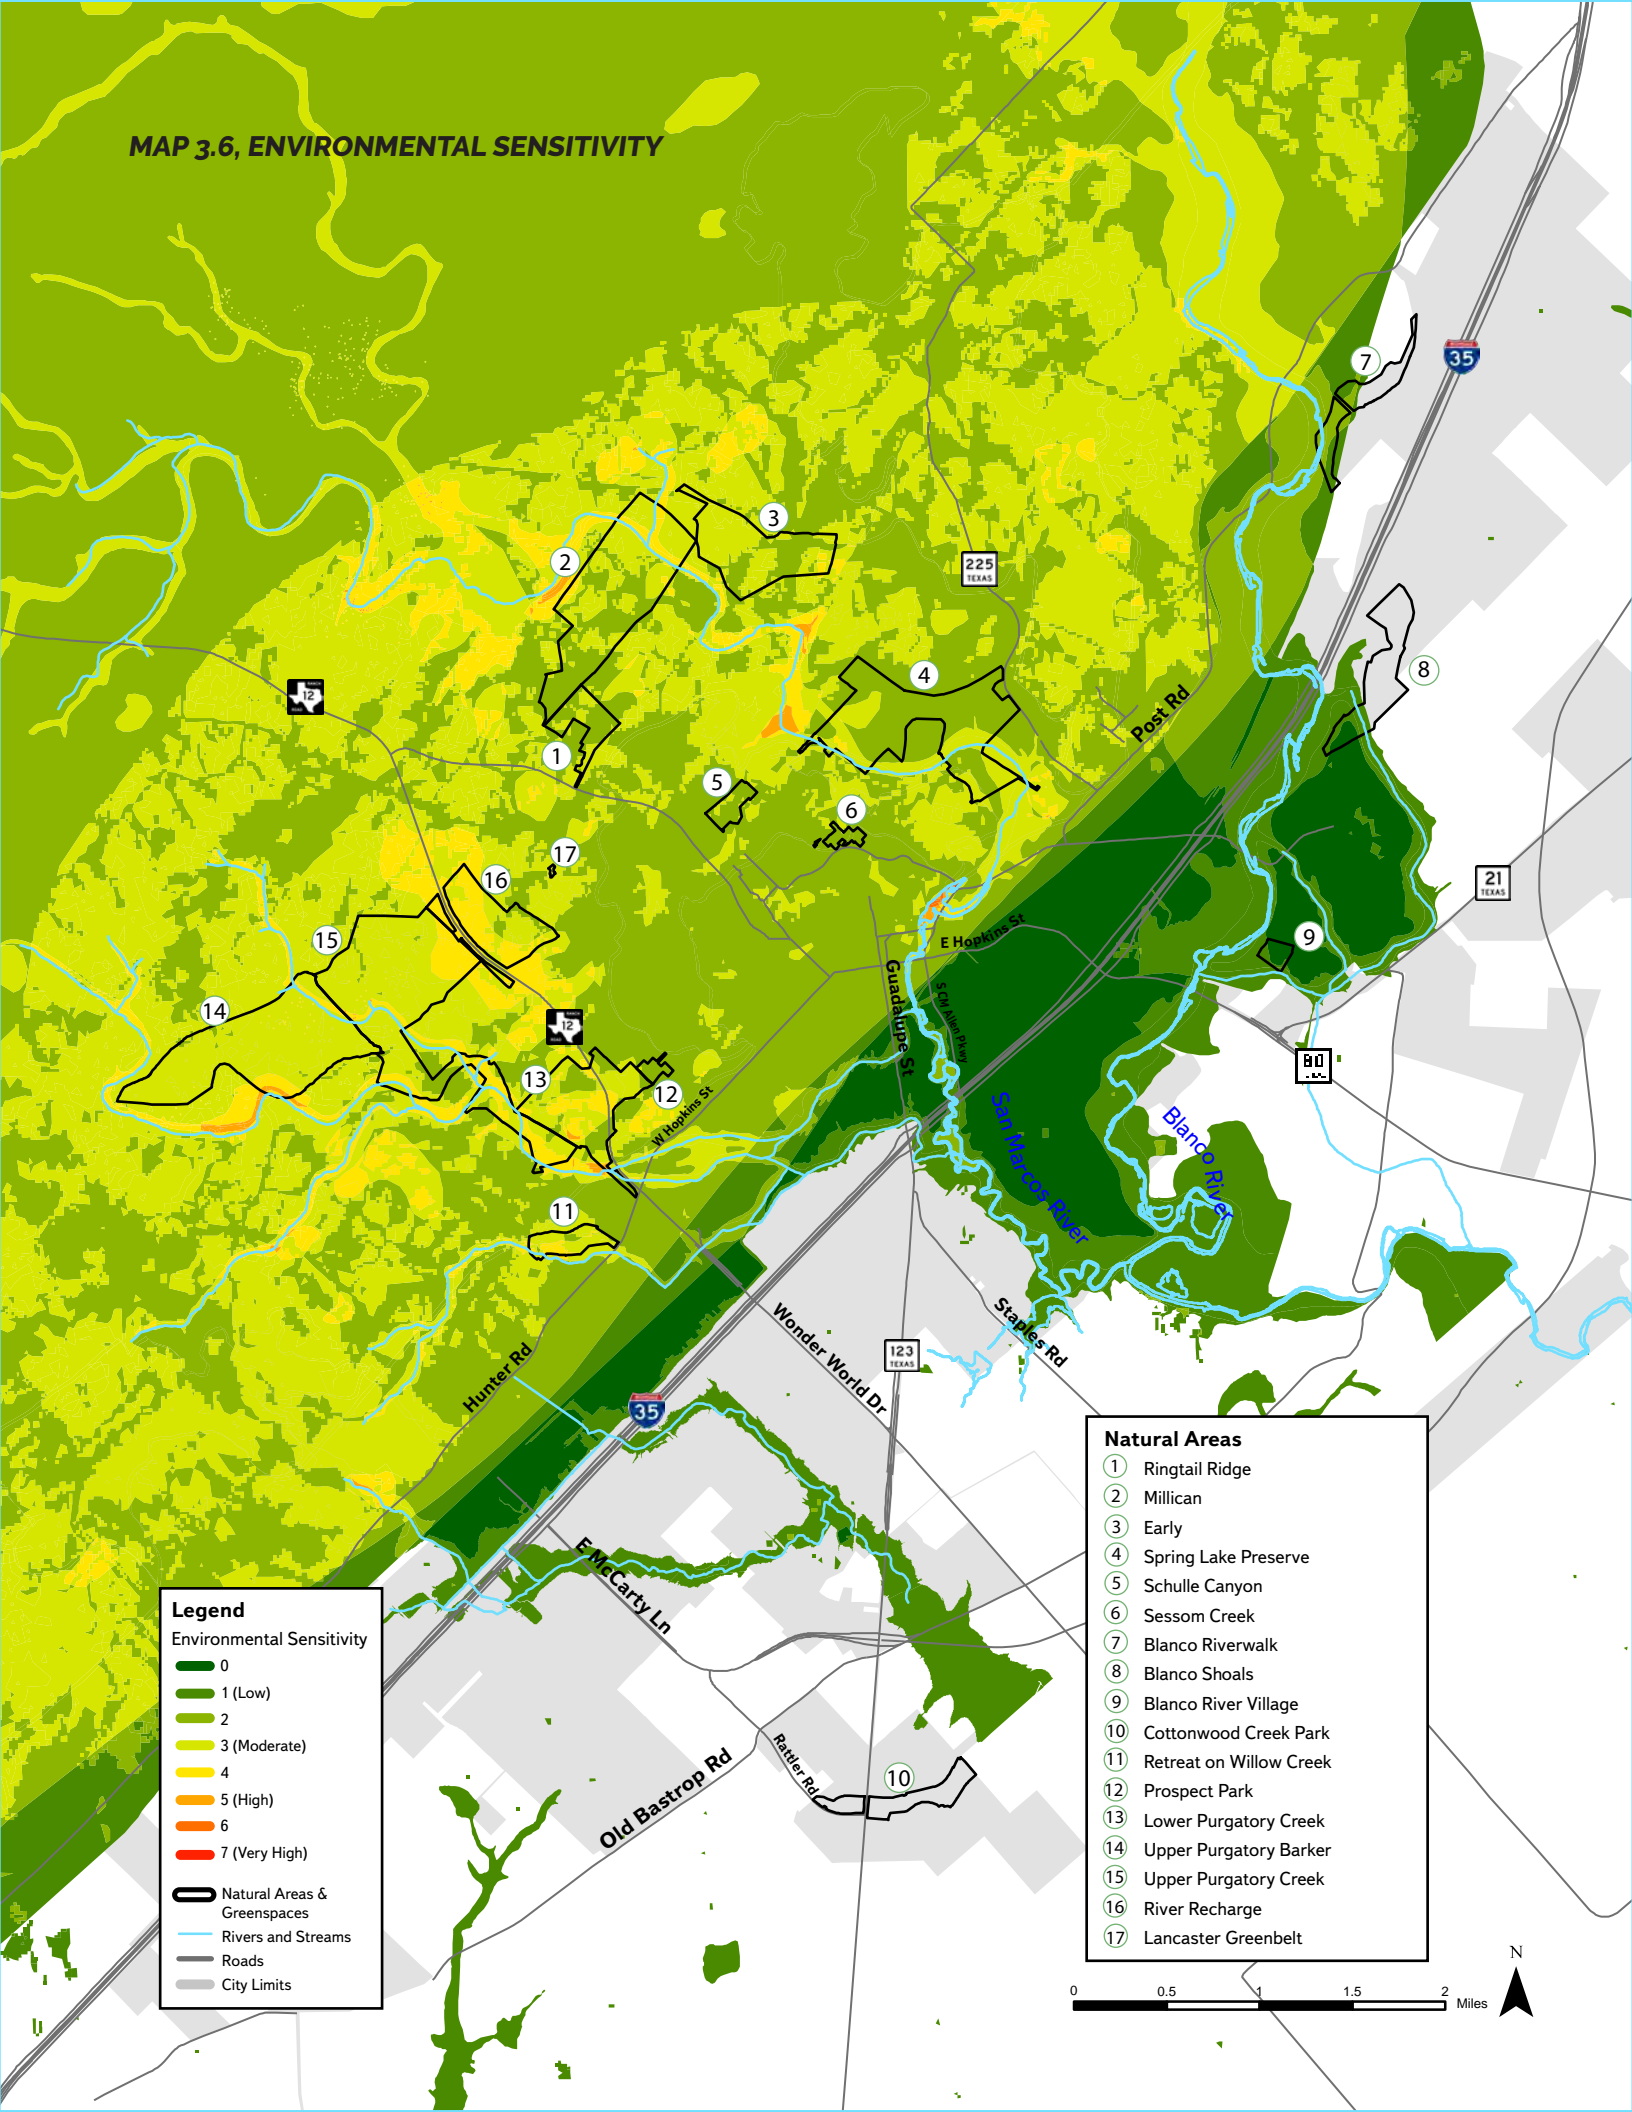 MAP 3.6, ENVIRONMENTAL SENSITIVITY
7
35
3
2
225
TEXAS
4
8
RANCH
12
ROAD
Post Rd
1
5
6
17
16
21
TEXAS
15
E Hopkins St
9
14
Guadalupe St
S CM Allen Pkwy
12
ROAD
80
13
12
W Hopkins St
San Marcos River
Blanco River
11
Wonder World Dr
Staples Rd
123
TEXAS
Hunter Rd
35
E McCarty Ln
Rattler Rd
10
Old Bastrop Rd
Natural Areas
1 Ringtail Ridge
2 Millican
3 Early
4 Spring Lake Preserve
5 Schulle Canyon
6 Sessom Creek
7 Blanco Riverwalk
8 Blanco Shoals
9 Blanco River Village
10 Cottonwood Creek Park
11 Retreat on Willow Creek
12 Prospect Park
13 Lower Purgatory Creek
14 Upper Purgatory Barker
15 Upper Purgatory Creek
16 River Recharge
17 Lancaster Greenbelt
Legend
Environmental Sensitivity
0
1 (Low)
2
3 (Moderate)
4
5 (High)
6
7 (Very High)
Natural Areas &
Greenspaces
Rivers and Streams
Roads
City Limits
N
0 0.5 1 1.5 2
Miles